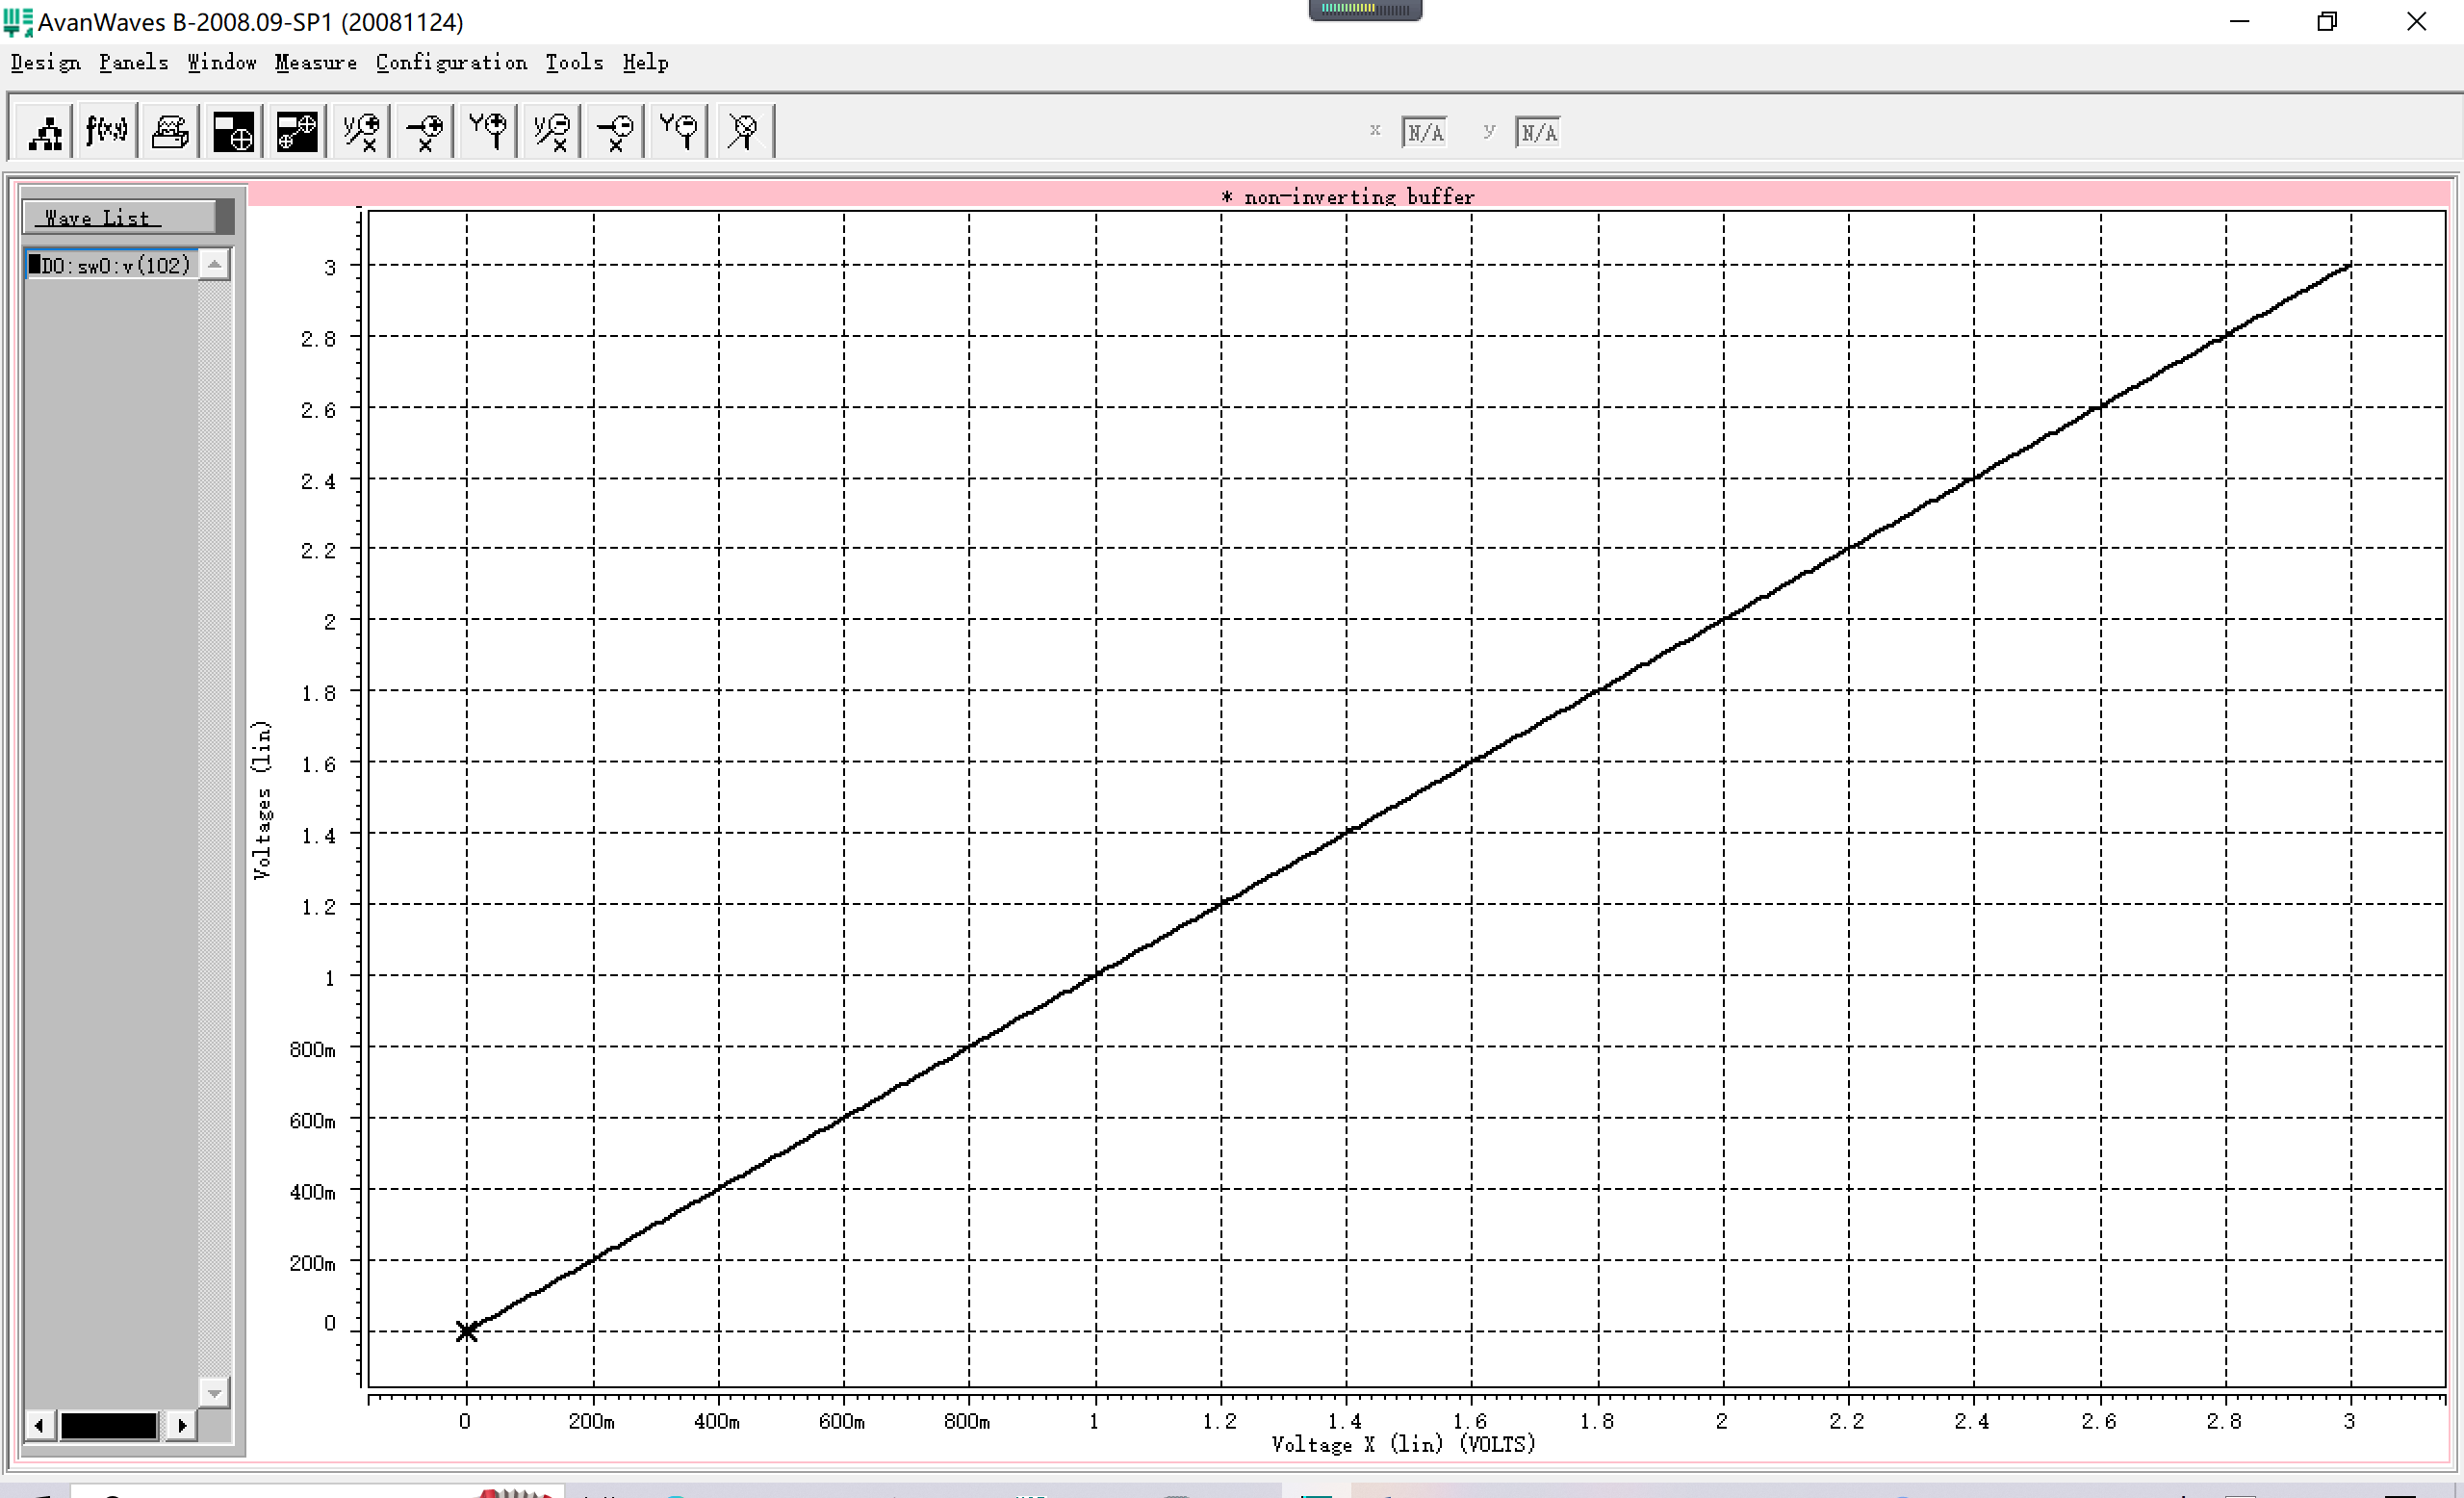 AvanWaves B-2008.09-SP1 (20081124)
Design Panels Window Measure Configuration Tools Help
f(x,y)
x N/A y N/A
* non-inverting buffer
Wave List
D0:sw0:v(102)
Voltages (lin)
3
2.8
2.6
2.4
2.2
2
1.8
1.6
1.4
1.2
1
800m
600m
400m
200m
0
0 200m 400m 600m 800m 1 1.2 1.4 1.6 1.8 2 2.2 2.4 2.6 2.8 3
Voltage X (lin) (VOLTS)